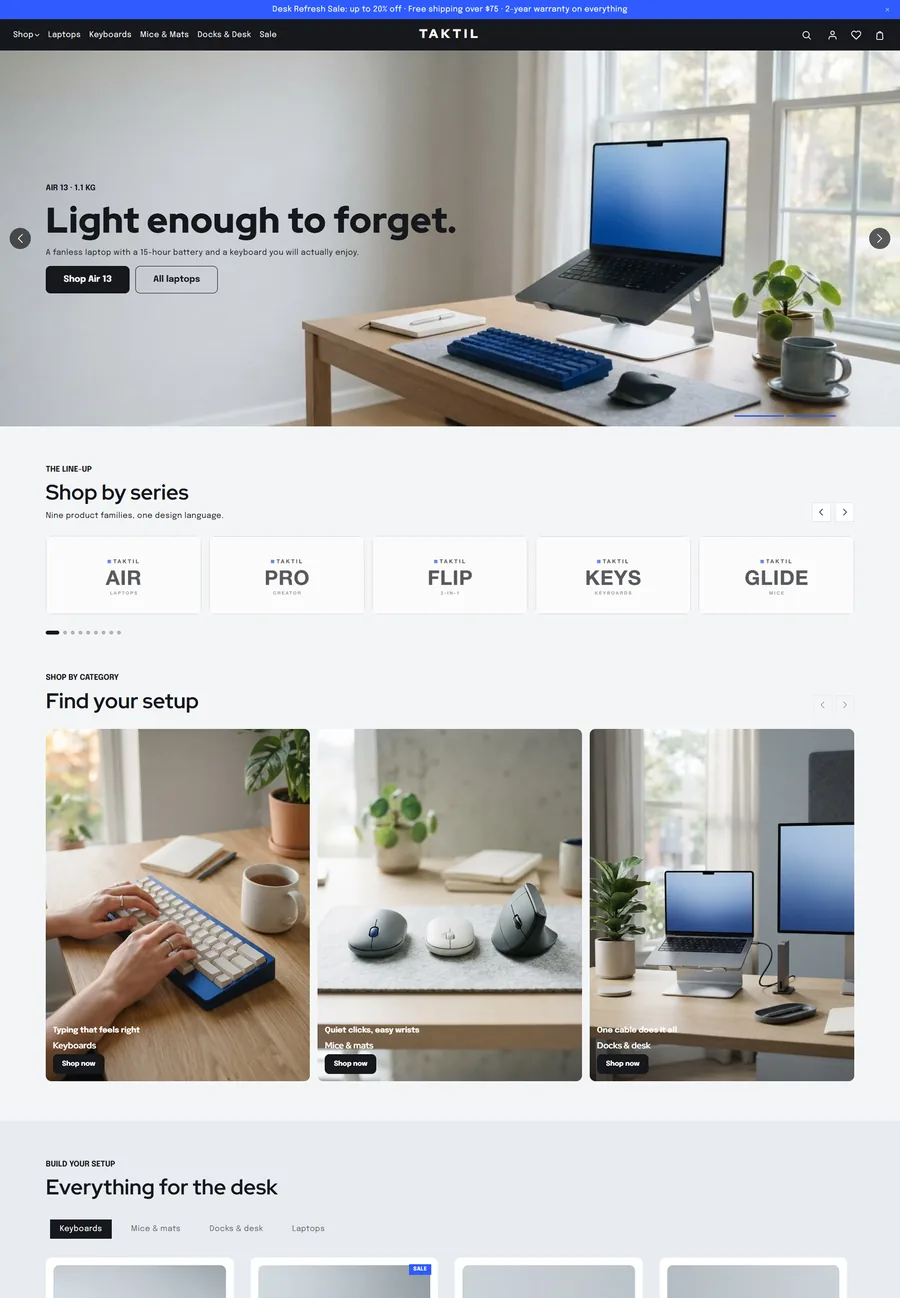 Desk Refresh Sale: up to 20% off · Free shipping over $75 · 2-year warranty on everything
Shop Laptops Keyboards Mice & Mats Docks & Desk Sale
TAKTIL
AIR 13 · 1.1 KG
Light enough to forget.
A fanless laptop with a 15-hour battery and a keyboard you will actually enjoy.
Shop Air 13
All laptops
THE LINE-UP
Shop by series
Nine product families, one design language.
TAKTIL
AIR
LAPTOPS
TAKTIL
PRO
CREATOR
TAKTIL
FLIP
2-IN-1
TAKTIL
KEYS
KEYBOARDS
TAKTIL
GLIDE
MICE
SHOP BY CATEGORY
Find your setup
Typing that feels right
Keyboards
Shop now
Quiet clicks, easy wrists
Mice & mats
Shop now
One cable does it all
Docks & desk
Shop now
BUILD YOUR SETUP
Everything for the desk
Keyboards
Mice & mats
Docks & desk
Laptops
SALE